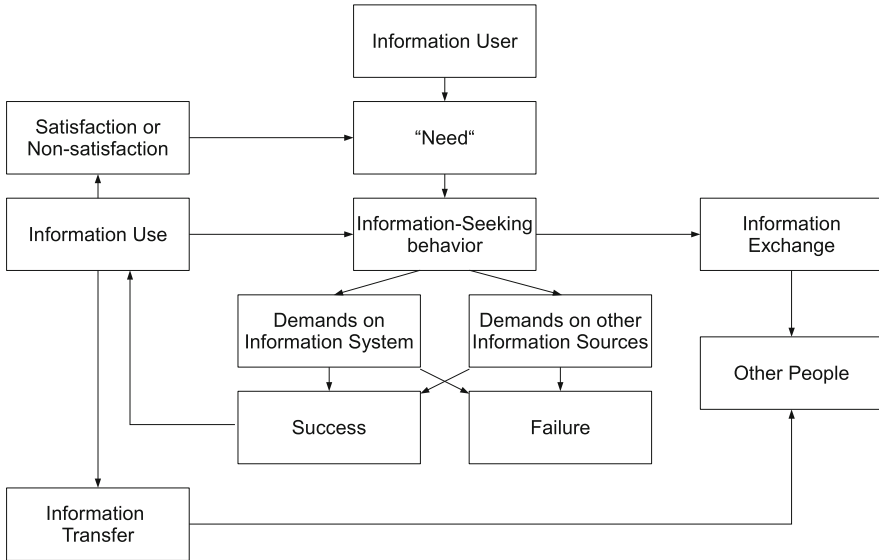 Information User
Satisfaction or
Non-satisfaction
“Need“
Information Use
Information-Seeking
behavior
Information
Exchange
Demands on
Information System
Demands on other
Information Sources
Other People
Success
Failure
Information
Transfer